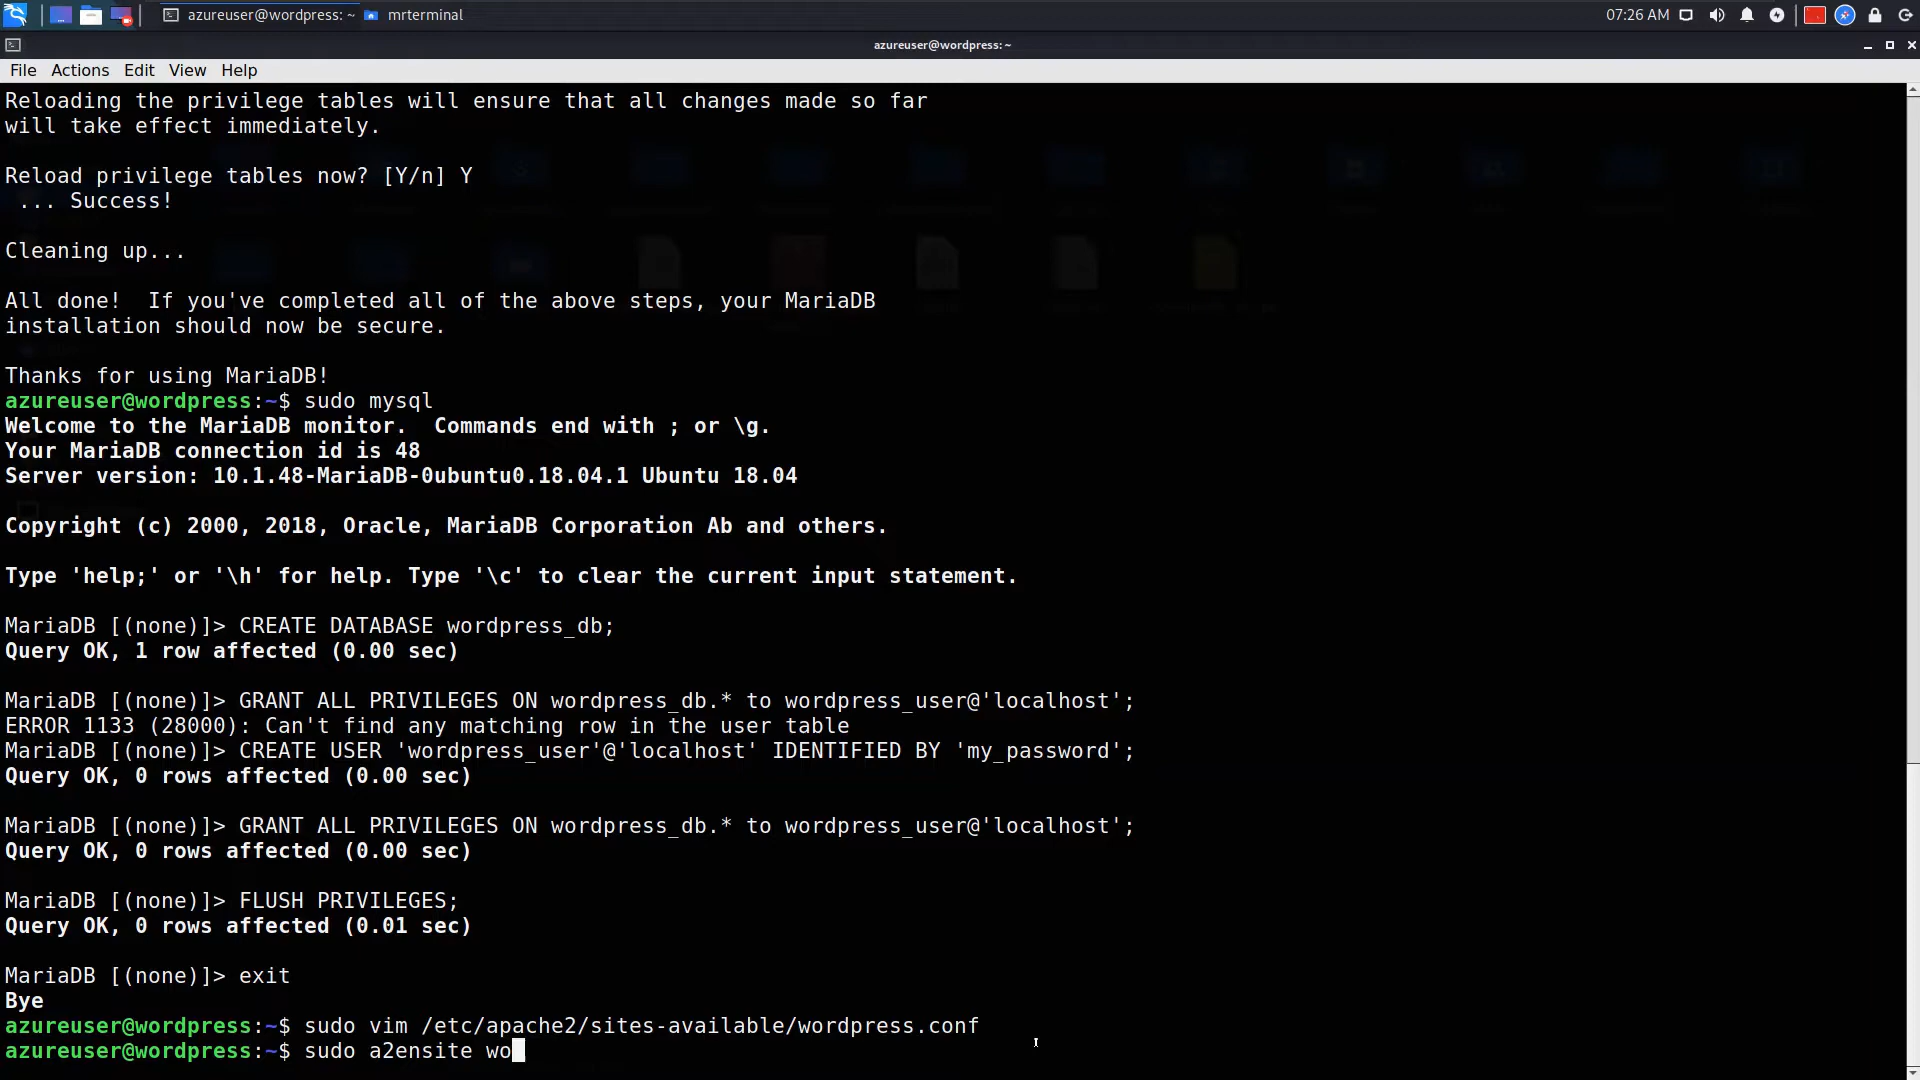 azureuser@wordpress: ~
mrterminal
07:26 AM
azureuser@wordpress: ~
File Actions Edit View Help
Reloading the privilege tables will ensure that all changes made so far
will take effect immediately.
Reload privilege tables now? [Y/n] Y
... Success!
Cleaning up...
All done!  If you've completed all of the above steps, your MariaDB
installation should now be secure.
Thanks for using MariaDB!
azureuser@wordpress:~$ sudo mysql
Welcome to the MariaDB monitor.  Commands end with ; or \g.
Your MariaDB connection id is 48
Server version: 10.1.48-MariaDB-0ubuntu0.18.04.1 Ubuntu 18.04
Copyright (c) 2000, 2018, Oracle, MariaDB Corporation Ab and others.
Type 'help;' or '\h' for help. Type '\c' to clear the current input statement.
MariaDB [(none)]> CREATE DATABASE wordpress_db;
Query OK, 1 row affected (0.00 sec)
MariaDB [(none)]> GRANT ALL PRIVILEGES ON wordpress_db.* to wordpress_user@'localhost';
ERROR 1133 (28000): Can't find any matching row in the user table
MariaDB [(none)]> CREATE USER 'wordpress_user'@'localhost' IDENTIFIED BY 'my_password';
Query OK, 0 rows affected (0.00 sec)
MariaDB [(none)]> GRANT ALL PRIVILEGES ON wordpress_db.* to wordpress_user@'localhost';
Query OK, 0 rows affected (0.00 sec)
MariaDB [(none)]> FLUSH PRIVILEGES;
Query OK, 0 rows affected (0.01 sec)
MariaDB [(none)]> exit
Bye
azureuser@wordpress:~$ sudo vim /etc/apache2/sites-available/wordpress.conf
azureuser@wordpress:~$ sudo a2ensite wo